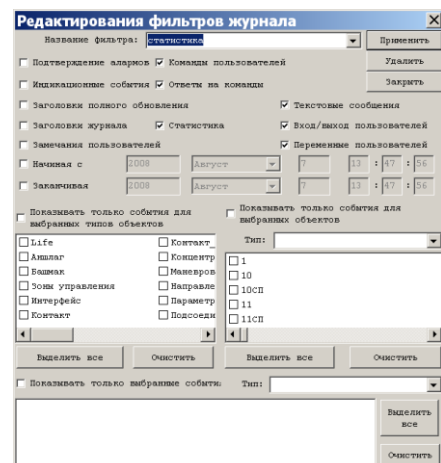 Редактирования фильтров журнала
Название фильтра: статистика Применить
Подтверждение алармов Команды пользователей Удалить
Индикационные события Ответы на команды Закрыть
Заголовки полного обновления Текстовые сообщения
Заголовки журнала Статистика Вход/выход пользователей
Замечания пользователей Переменные пользователей
Начиная с 2008 Август 7 13 : 47 : 56
Заканчивая 2008 Август 7 13 : 47 : 56
Показывать только события для
выбранных типов объектов
Показывать только события для
выбранных объектов
Life Контакт_
Аншлаг Концентр
Башмак Маневров
Зоны управления Направле
Интерфейс Параметр
Контакт Подсоеди
Тип:
1
10
10СП
11
11СП
Выделить все Очистить Выделить все Очистить
Показывать только выбранные событи Тип:
Выделить
все
Очистить